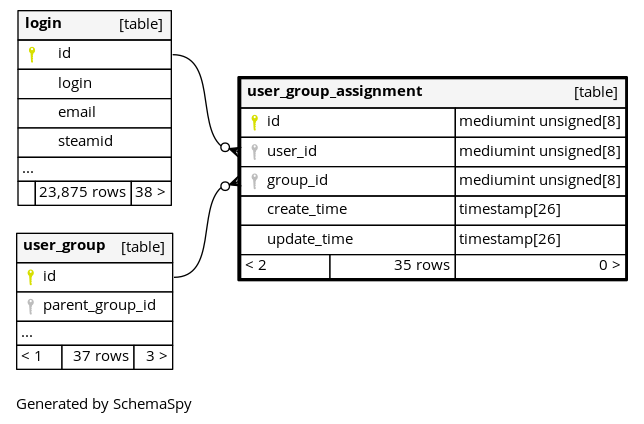 login [table]
id
login
email
steamid
...
23,875 rows 38 >
user_group_assignment [table]
id mediumint unsigned[8]
user_id mediumint unsigned[8]
group_id mediumint unsigned[8]
create_time timestamp[26]
update_time timestamp[26]
< 2 35 rows 0 >
user_group [table]
id
parent_group_id
...
< 1 37 rows 3 >
Generated by SchemaSpy